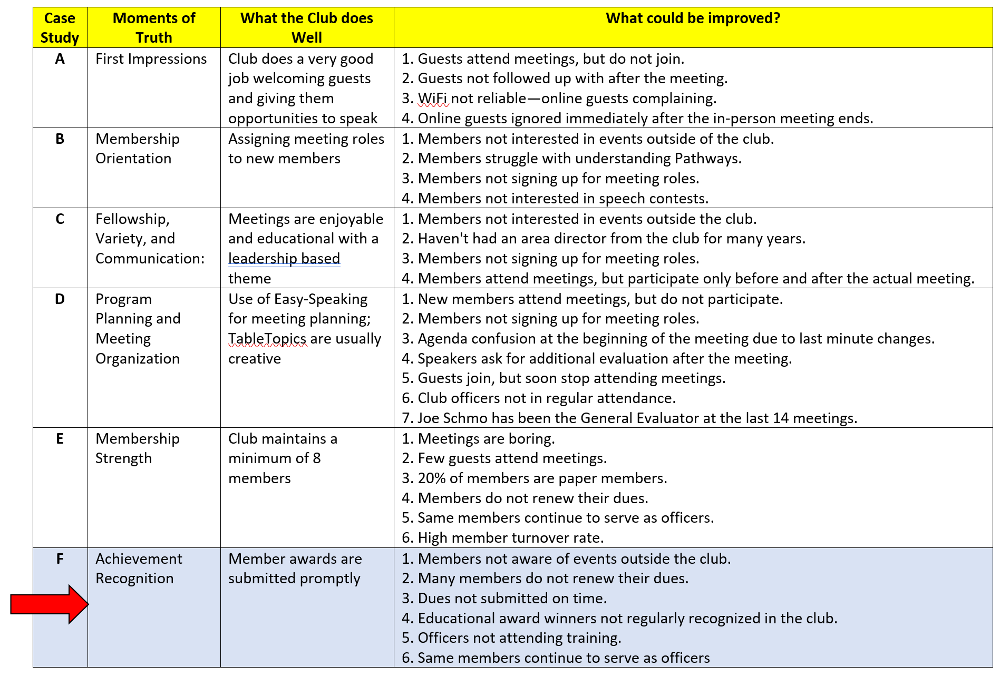 Case Study
Moments of Truth
What the Club does Well
What could be improved?
A
First Impressions
Club does a very good
job welcoming guests
and giving them
opportunities to speak
1. Guests attend meetings, but do not join.
2. Guests not followed up with after the meeting.
3. WiFi not reliable—online guests complaining.
4. Online guests ignored immediately after the in-person meeting ends.
B
Membership
Orientation
Assigning meeting roles
to new members
1. Members not interested in events outside of the club.
2. Members struggle with understanding Pathways.
3. Members not signing up for meeting roles.
4. Members not interested in speech contests.
C
Fellowship,
Variety, and
Communication:
Meetings are enjoyable
and educational with a
leadership based
theme
1. Members not interested in events outside the club.
2. Haven't had an area director from the club for many years.
3. Members not signing up for meeting roles.
4. Members attend meetings, but participate only before and after the actual meeting.
D
Program
Planning and
Meeting
Organization
Use of Easy-Speaking
for meeting planning;
TableTopics are usually
creative
1. New members attend meetings, but do not participate.
2. Members not signing up for meeting roles.
3. Agenda confusion at the beginning of the meeting due to last minute changes.
4. Speakers ask for additional evaluation after the meeting.
5. Guests join, but soon stop attending meetings.
6. Club officers not in regular attendance.
7. Joe Schmo has been the General Evaluator at the last 14 meetings.
E
Membership
Strength
Club maintains a
minimum of 8
members
1. Meetings are boring.
2. Few guests attend meetings.
3. 20% of members are paper members.
4. Members do not renew their dues.
5. Same members continue to serve as officers.
6. High member turnover rate.
F
Achievement
Recognition
Member awards are
submitted promptly
1. Members not aware of events outside the club.
2. Many members do not renew their dues.
3. Dues not submitted on time.
4. Educational award winners not regularly recognized in the club.
5. Officers not attending training.
6. Same members continue to serve as officers